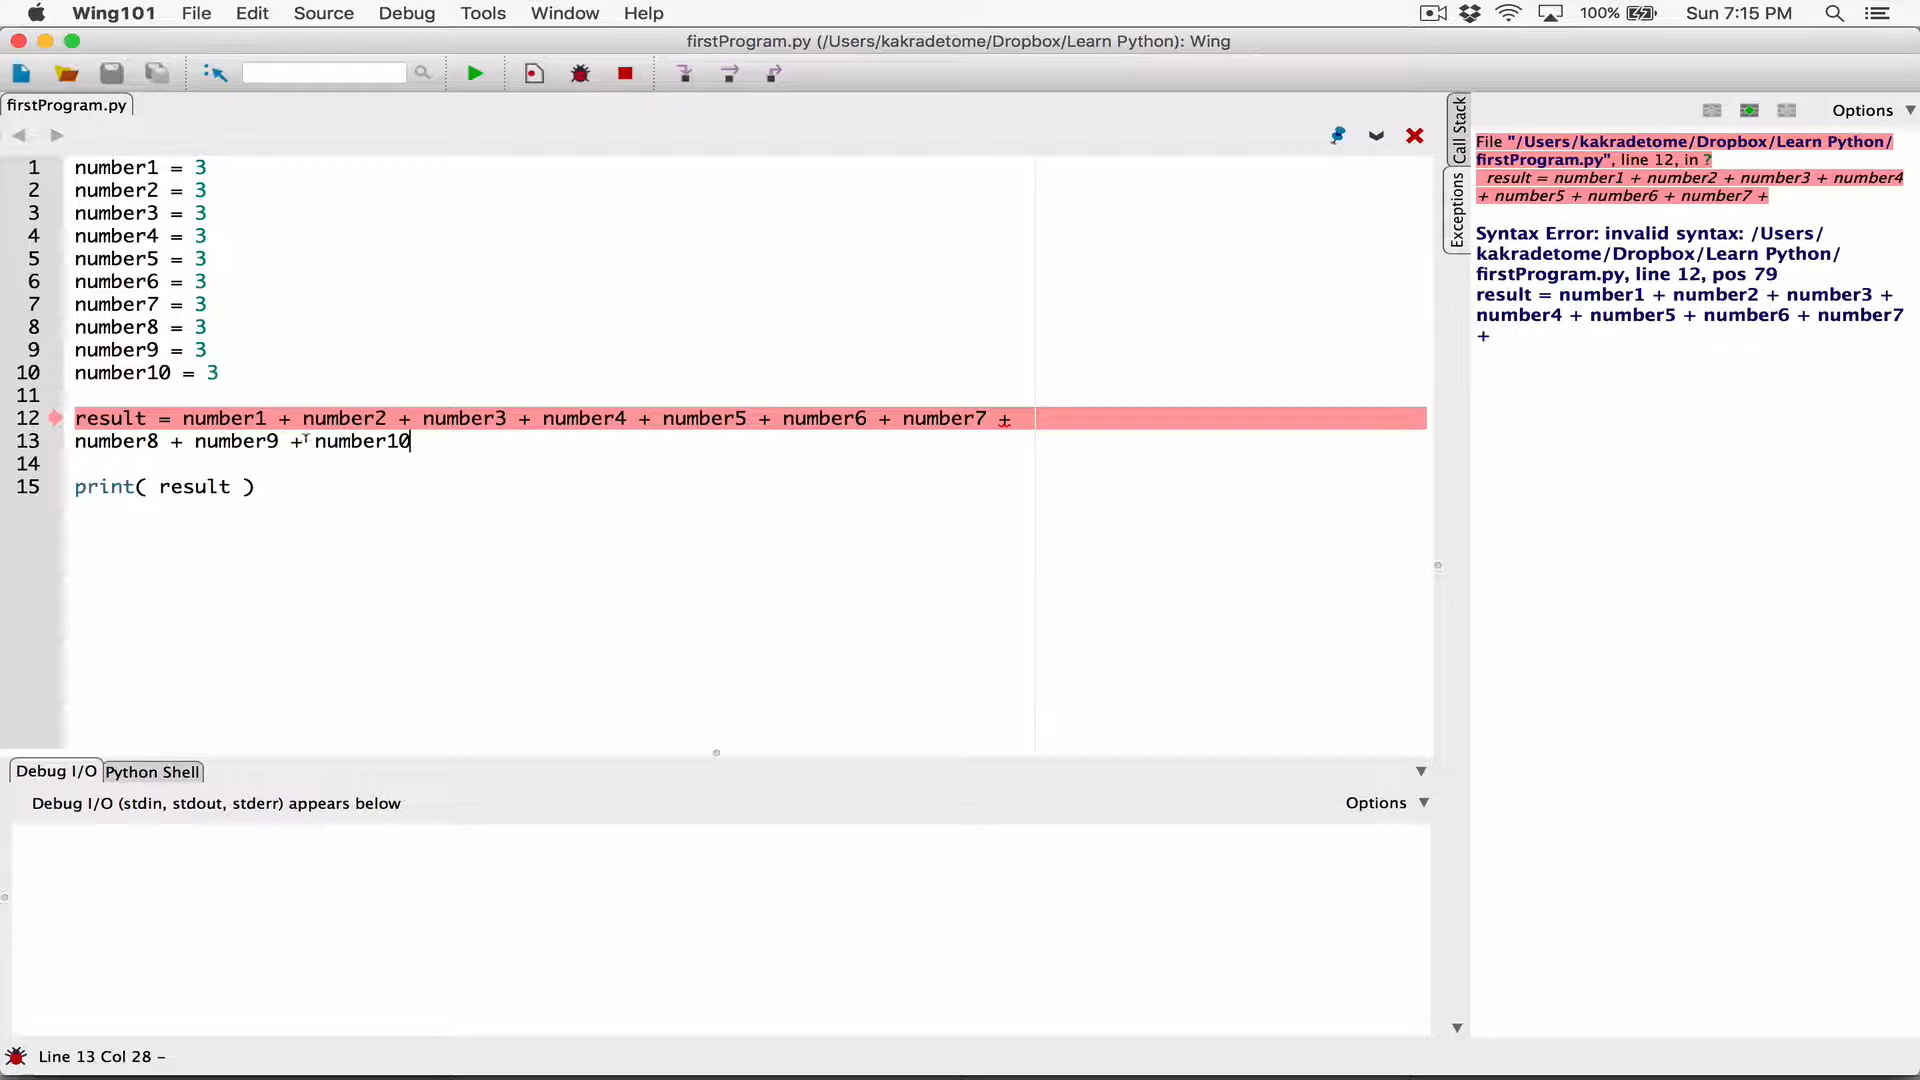 Wing101 File Edit Source Debug Tools Window Help 100% Sun 7:15 PM
firstProgram.py (/Users/kakradetome/Dropbox/Learn Python): Wing
firstProgram.py
1 number1 = 3
2 number2 = 3
3 number3 = 3
4 number4 = 3
5 number5 = 3
6 number6 = 3
7 number7 = 3
8 number8 = 3
9 number9 = 3
10 number10 = 3
11
12 result = number1 + number2 + number3 + number4 + number5 + number6 + number7 +
13 number8 + number9 + number10
14
15 print( result )
Call Stack
Exceptions
Options
File "/Users/kakradetome/Dropbox/Learn Python/
firstProgram.py", line 12, in ?
result = number1 + number2 + number3 + number4
+ number5 + number6 + number7 +
Syntax Error: invalid syntax: /Users/
kakradetome/Dropbox/Learn Python/
firstProgram.py, line 12, pos 79
result = number1 + number2 + number3 +
number4 + number5 + number6 + number7
+
Debug I/O Python Shell
Debug I/O (stdin, stdout, stderr) appears below Options
Line 13 Col 28 –